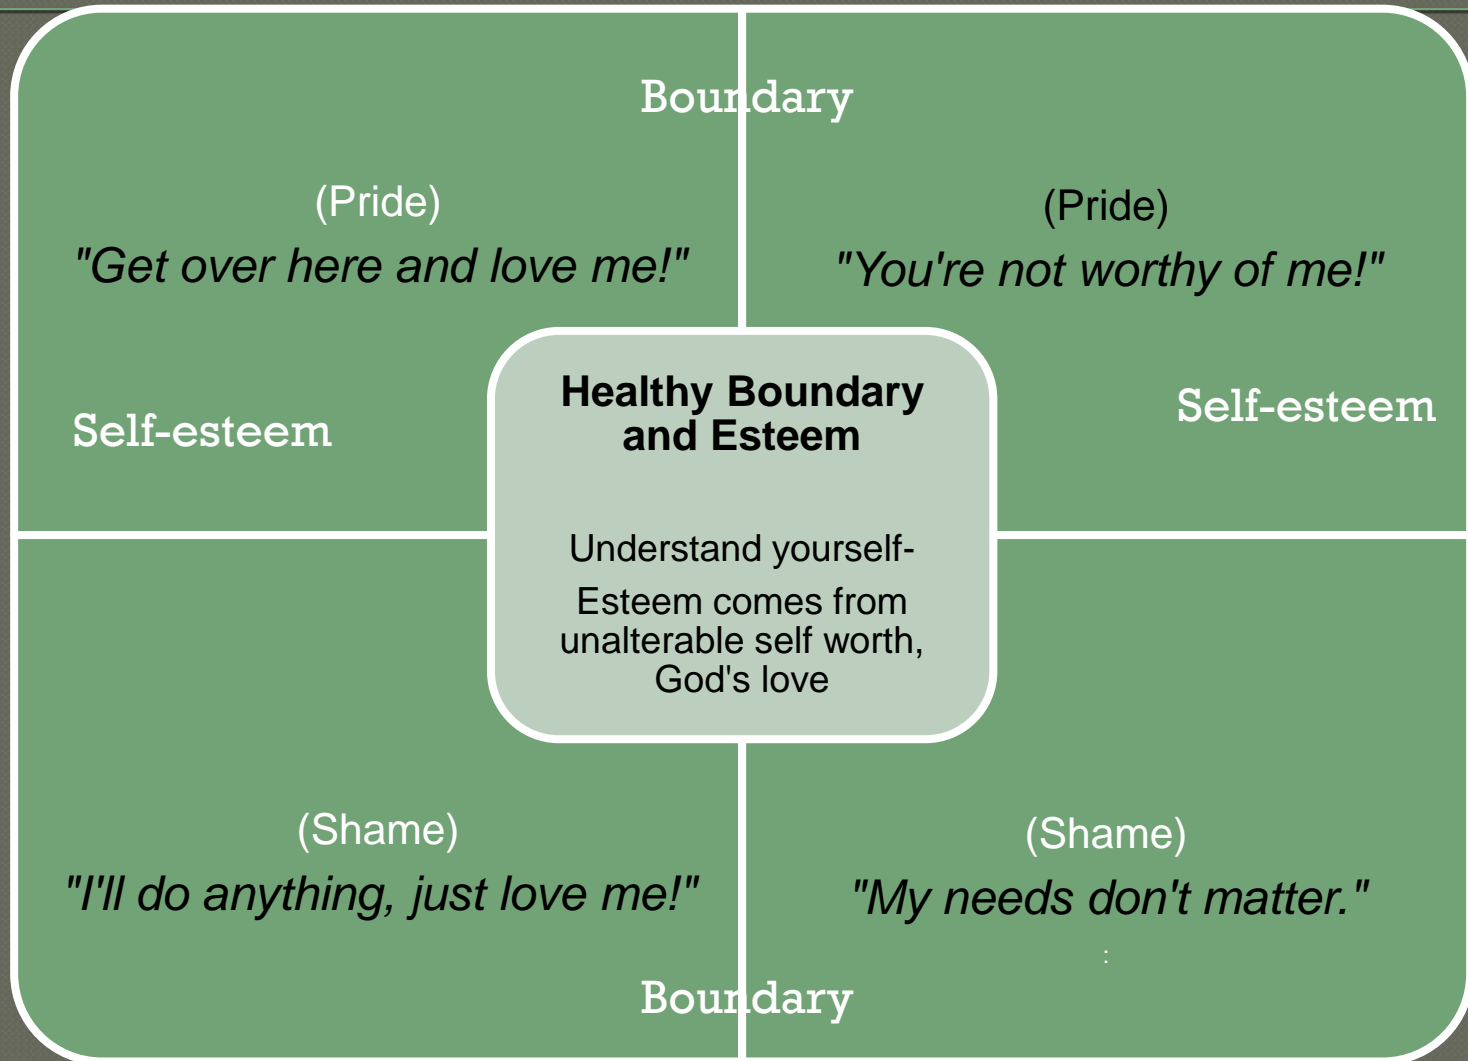 Boundary
(Pride)
"Get over here and love me!"
(Pride)
"You're not worthy of me!"
Self-esteem
Self-esteem
Healthy Boundary
and Esteem
Understand yourself-
Esteem comes from
unalterable self worth,
God's love
(Shame)
"I'll do anything, just love me!"
(Shame)
"My needs don't matter."
:
Boundary